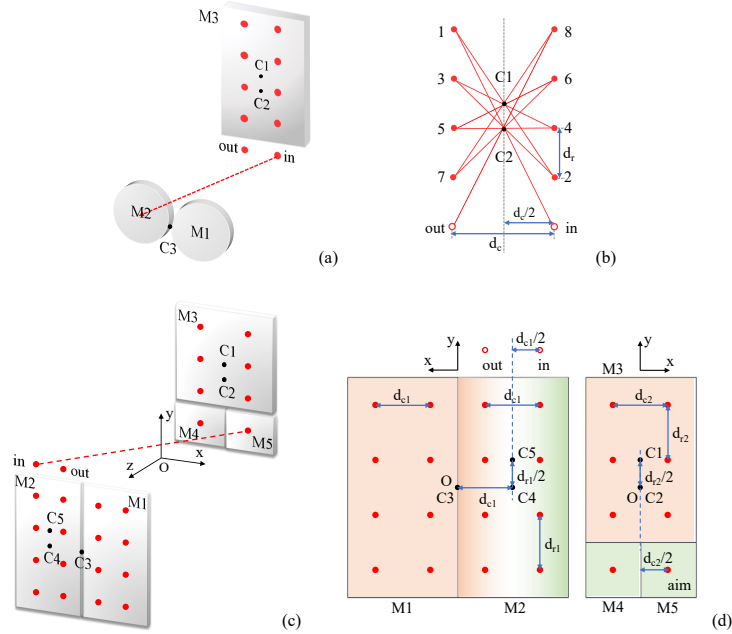 M3
C1
C2
out
in
M2
M1
C3
(a)
1
8
C1
3
6
5
4
C2
dr
7
2
dc/2
out
in
dc
(b)
M3
C1
C2
y
M4
M5
x
z
O
in
out
M2
M1
C5
C4
C3
(c)
dc1/2
y
y
x
out
in
x
M3
dc1
dc1
dc2
dr2
C5
C1
O
dr1/2
dr2/2
C3
dc1
C4
O
C2
dr1
dc2/2
aim
M1
M2
M4
M5
(d)